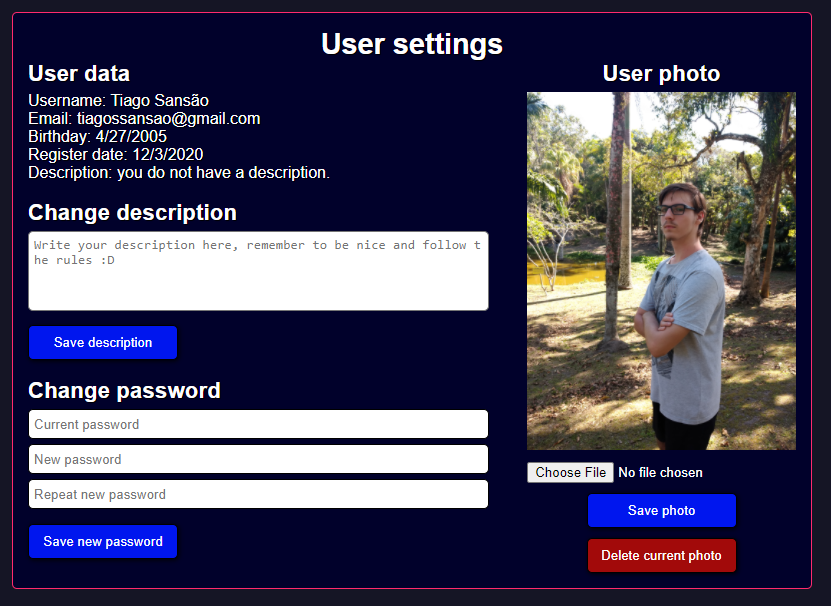 User settings
User data
Username: Tiago Sansão
Email: tiagossansao@gmail.com
Birthday: 4/27/2005
Register date: 12/3/2020
Description: you do not have a description.
Change description
Write your description here, remember to be nice and follow t
he rules :D
Save description
Change password
Current password
New password
Repeat new password
Save new password
User photo
Choose File No file chosen
Save photo
Delete current photo